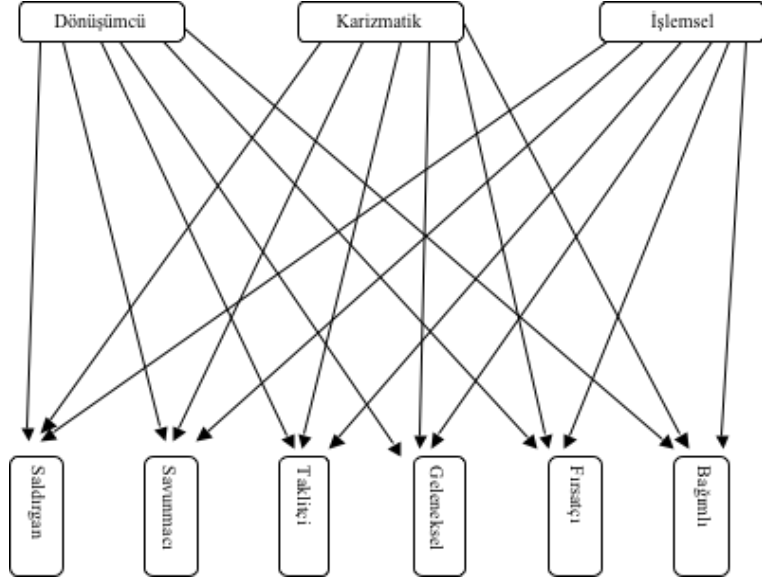 Dönüşümcü
Karizmatik
İşlemsel
Saldırgan
Savunmacı
Taklitçi
Geleneksel
Fırsatçı
Bağımlı